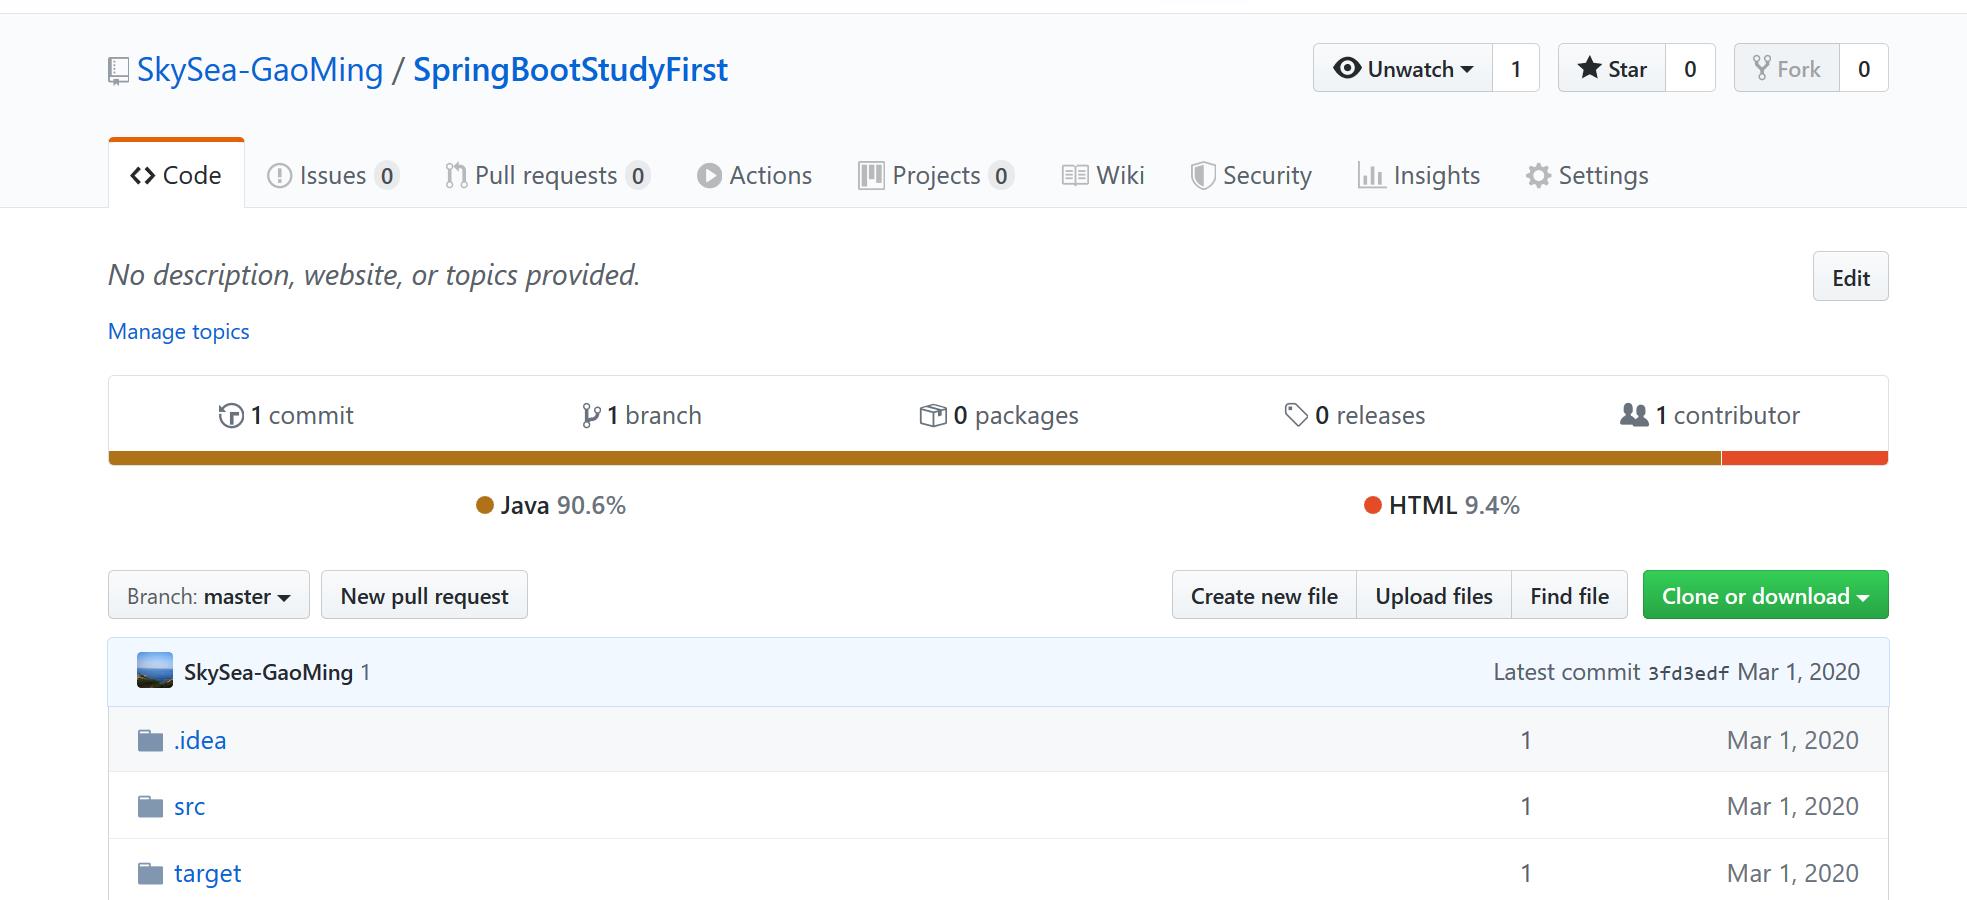 SkySea-GaoMing / SpringBootStudyFirst
Unwatch 1 Star 0 Fork 0
Code Issues 0 Pull requests 0 Actions Projects 0 Wiki Security Insights Settings
No description, website, or topics provided.
Edit
Manage topics
1 commit 1 branch 0 packages 0 releases 1 contributor
Java 90.6% HTML 9.4%
Branch: master New pull request Create new file Upload files Find file Clone or download
SkySea-GaoMing 1 Latest commit 3fd3edf Mar 1, 2020
.idea 1 Mar 1, 2020
src 1 Mar 1, 2020
target 1 Mar 1, 2020